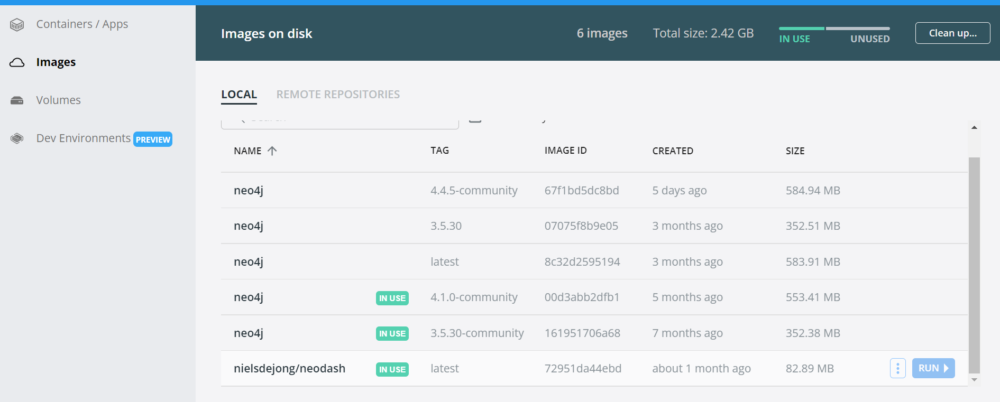 Containers / Apps
Images
Volumes
Dev Environments PREVIEW
Images on disk
6 images
Total size: 2.42 GB
IN USE
UNUSED
Clean up...
LOCAL
REMOTE REPOSITORIES
NAME TAG IMAGE ID CREATED SIZE
neo4j 4.4.5-community 67f1bd5dc8bd 5 days ago 584.94 MB
neo4j 3.5.30 07075f8b9e05 3 months ago 352.51 MB
neo4j latest 8c32d2595194 3 months ago 583.91 MB
neo4j IN USE 4.1.0-community 00d3abb2dfb1 5 months ago 553.41 MB
neo4j IN USE 3.5.30-community 161951706a68 7 months ago 352.38 MB
nielsdejong/neodash IN USE latest 72951da44ebd about 1 month ago 82.89 MB RUN